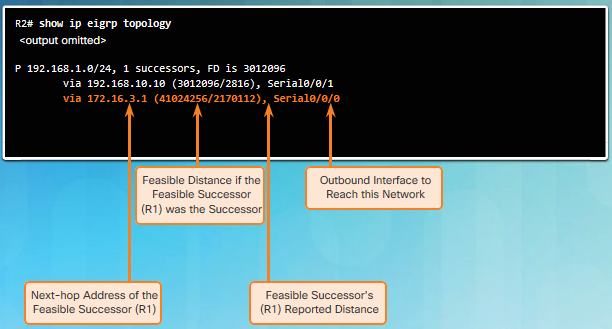 R2# show ip eigrp topology
<output omitted>
P 192.168.1.0/24, 1 successors, FD is 3012096
via 192.168.10.10 (3012096/2816), Serial0/0/1
via 172.16.3.1 (41024256/2170112), Serial0/0/0
Feasible Distance if the
Feasible Successor
(R1) was the Successor
Outbound Interface to
Reach this Network
Next-hop Address of the
Feasible Successor (R1)
Feasible Successor's
(R1) Reported Distance